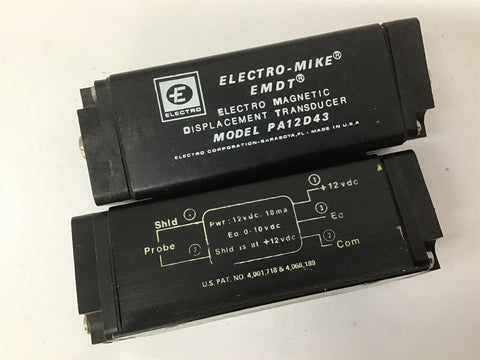 ELECTRO-MIKE®
EMDT®
ELECTRO MAGNETIC
DISPLACEMENT TRANSDUCER
MODEL PA12D43
E
ELECTRO
ELECTRO CORPORATION-SARASOTA, FL - MADE IN U.S.A
1
+12vdc
Shld
Pwr: 12vdc. 10ma
3
Eo
Probe
Eo 0-10vdc
2
Shld is at +12vdc
Com
U.S. PAT. NO. 4,001,718 & 4,068,189